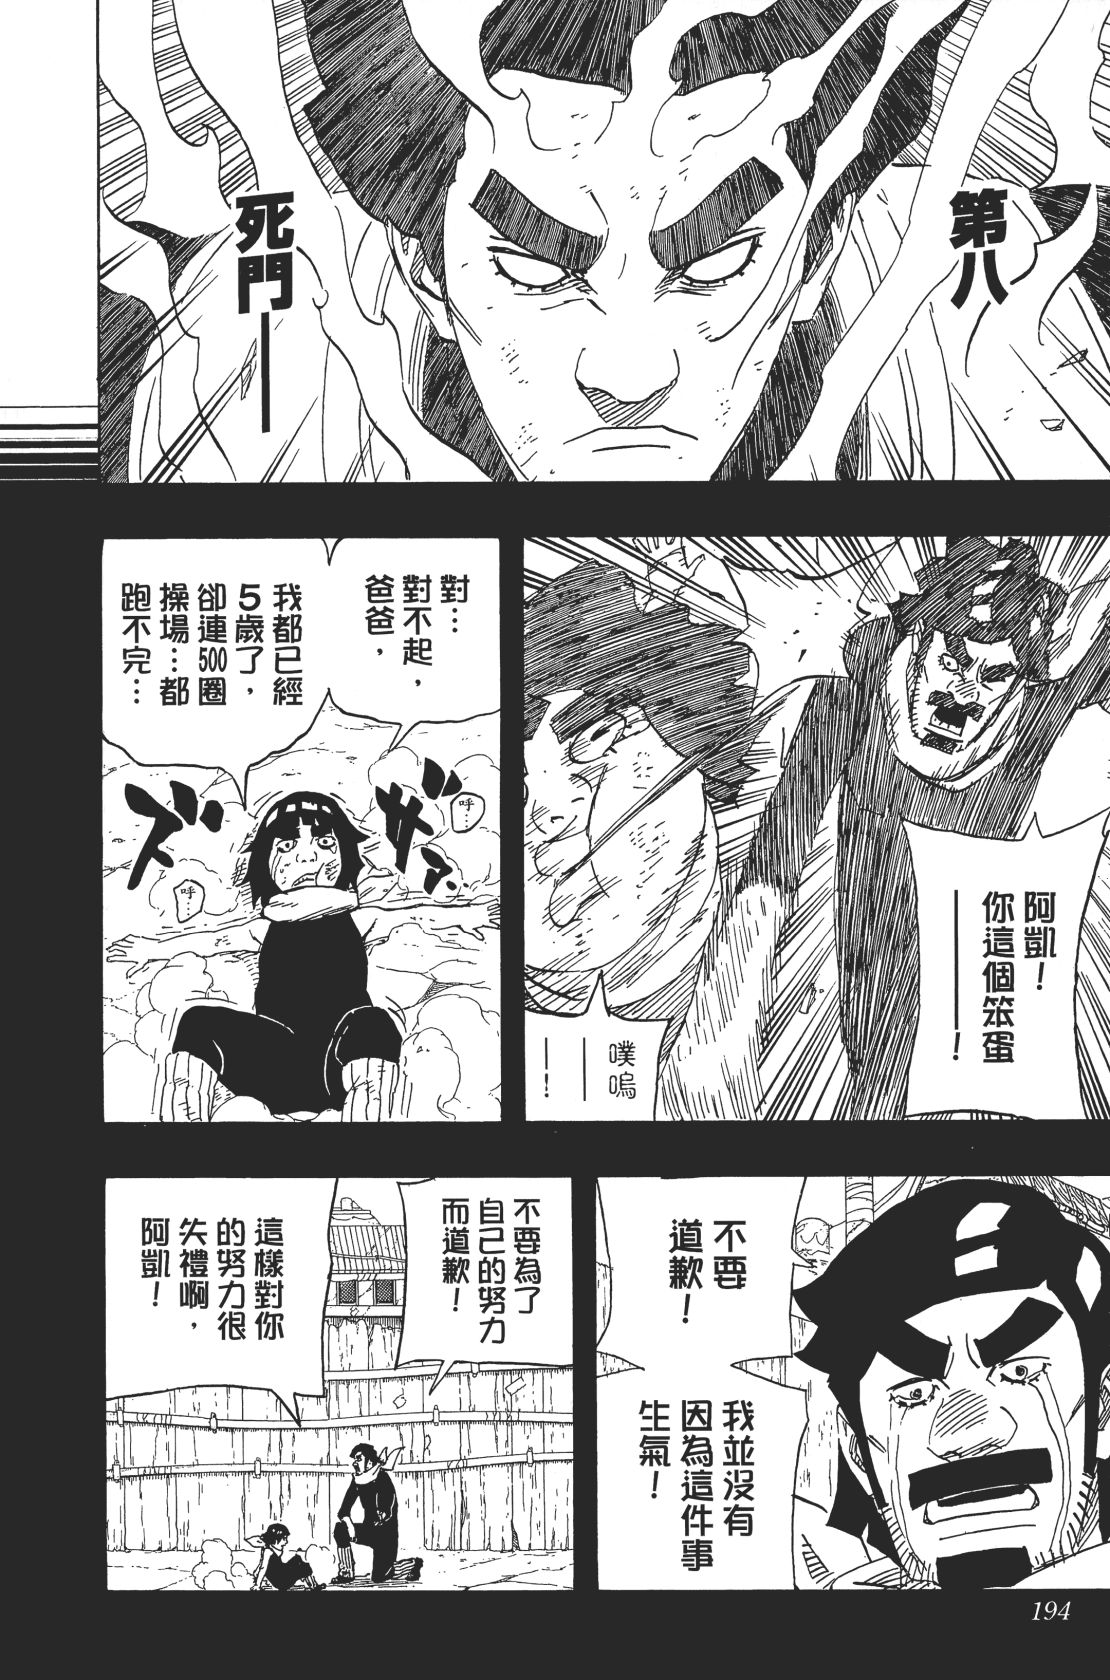 第八
死門——
阿凱！
你這個笨蛋——！
噗嗚
——！
對…
對不起，
爸爸，
我都已經
５歲了，
卻連500圈
操場…都
跑不完…
ザッ
ズ
呼…
呼…
不要
道歉！
我並沒有
因為這件事
生氣！
不要為了
自己的努力
而道歉！
這樣對你
的努力很
失禮啊，
阿凱！
194